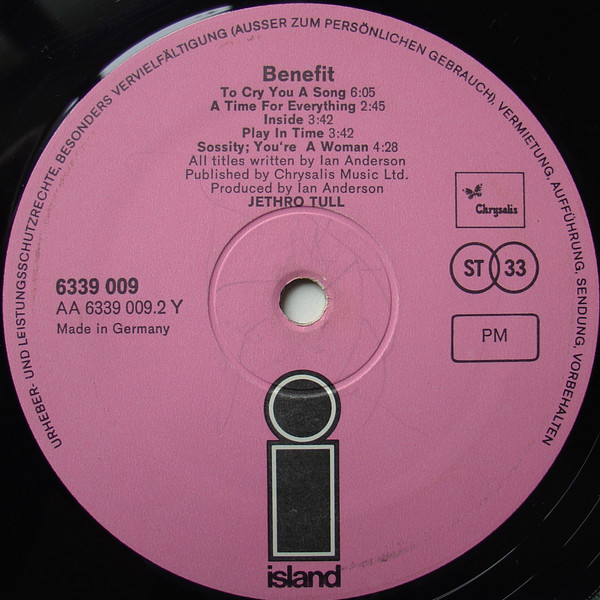 URHEBER- UND LEISTUNGSSCHUTZRECHTE, BESONDERS VERVIELFÄLTIGUNG (AUSSER ZUM PERSÖNLICHEN GEBRAUCH), VERMIETUNG, AUFFÜHRUNG, SENDUNG, VORBEHALTEN
Benefit
To Cry You A Song 6:05
A Time For Everything 2:45
Inside 3:42
Play In Time 3:42
Sossity; You're A Woman 4:28
All titles written by Ian Anderson
Published by Chrysalis Music Ltd.
Produced by Ian Anderson
JETHRO TULL
Chrysalis
ST 33
6339 009
AA 6339 009.2 Y
Made in Germany
PM
i
island